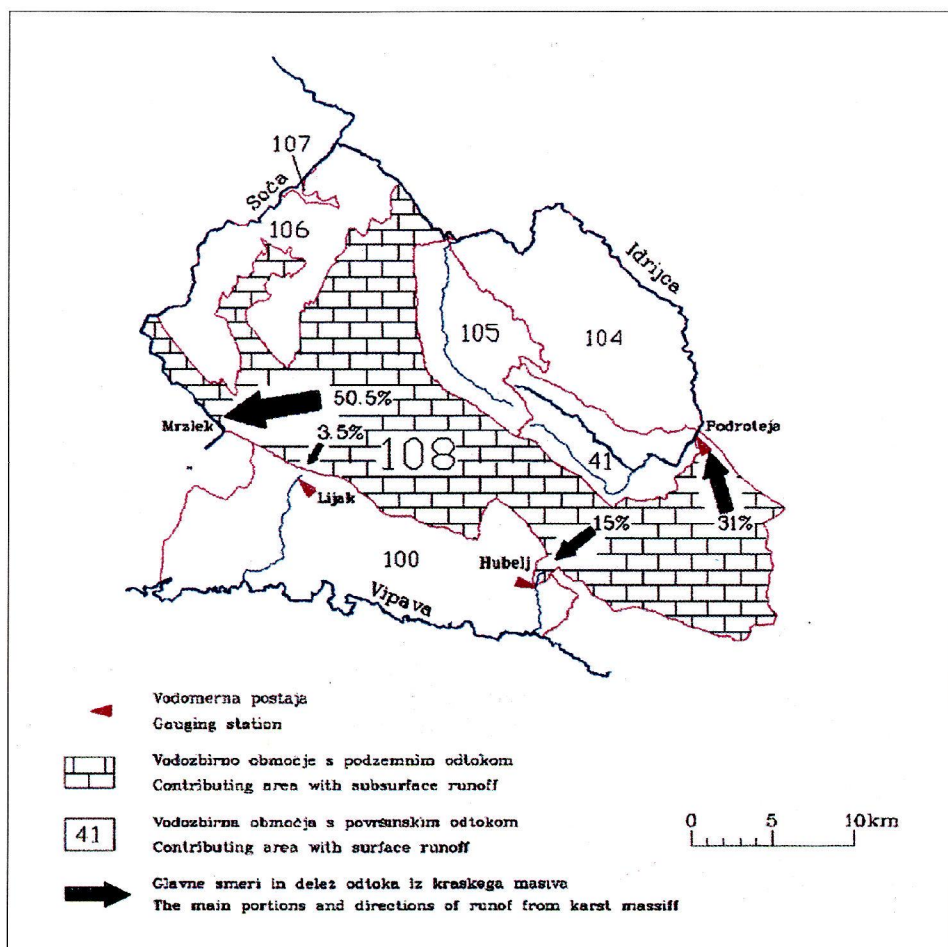 107
Soča
106
Idrijca
105
104
50.5%
Mrzlek
3.5%
108
Podroteja
41
Lijak
15%
31%
Hubelj
100
Vipava
Vodomerna postaja
Gauging station
Vodozbirno območje s podzemnim odtokom
Contributing area with subsurface runoff
41
Vodozbirna območja s površinskim odtokom
Contributing area with surface runoff
0 5 10km
Glavne smeri in delež odtoka iz kraškega masiva
The main portions and directions of runof from karst massiff